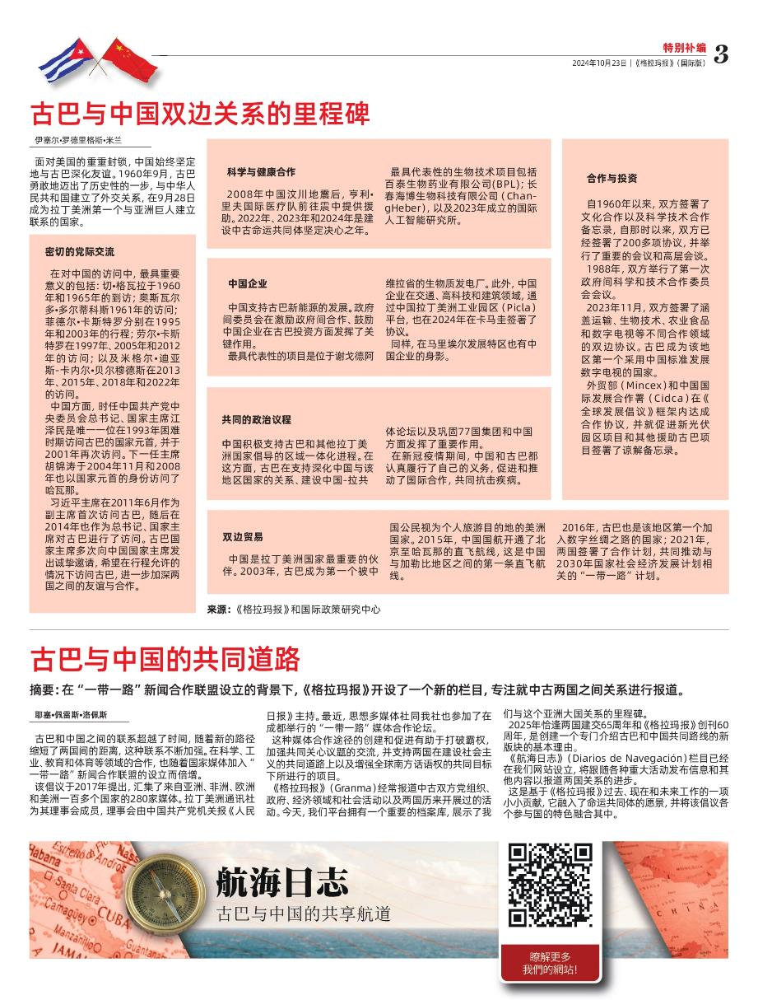 特别补编
3
2024年10月23日 | 《格拉玛报》（国际版）
古巴与中国双边关系的里程碑
伊塞尔•罗德里格斯•米兰
面对美国的重重封锁，中国始终坚定
地与古巴深化友谊。1960年9月，古巴
勇敢地迈出了历史性的一步，与中华人
民共和国建立了外交关系，在9月28日
成为拉丁美洲第一个与亚洲巨人建立
联系的国家。
密切的党际交流
在对中国的访问中，最具重要
意义的包括：切•格瓦拉于1960
年和1965年的到访；奥斯瓦尔
多•多尔蒂科斯1961年的访问；
菲德尔•卡斯特罗分别在1995
年和2003年的行程；劳尔•卡斯
特罗在1997年、2005年和2012
年的访问；以及米格尔•迪亚
斯-卡内尔•贝尔穆德斯在2013
年、2015年、2018年和2022年
的访问。
中国方面，时任中国共产党中
央委员会总书记、国家主席江
泽民是唯一一位在1993年困难
时期访问古巴的国家元首，并于
2001年再次访问。下一任主席
胡锦涛于2004年11月和2008
年也以国家元首的身份访问了
哈瓦那。
习近平主席在2011年6月作为
副主席首次访问古巴，随后在
2014年也作为总书记、国家主
席对古巴进行了访问。古巴国
家主席多次向中国国家主席发
出诚挚邀请，希望在行程允许的
情况下访问古巴，进一步加深两
国之间的友谊与合作。
科学与健康合作
2008年中国汶川地震后，亨利•
里夫国际医疗队前往震中提供援
助。2022年、2023年和2024年是建
设中古命运共同体坚定决心之年。
最具代表性的生物技术项目包括
百泰生物药业有限公司(BPL)；长
春海博生物科技有限公司（Chan-
gHeber），以及2023年成立的国际
人工智能研究所。
中国企业
中国支持古巴新能源的发展。政府
间委员会在激励政府间合作、鼓励
中国企业在古巴投资方面发挥了关
键作用。
最具代表性的项目是位于谢戈德阿
维拉省的生物质发电厂。此外，中国
企业在交通、高科技和建筑领域，通
过中国拉丁美洲工业园区（Picla）
平台，也在2024年在卡马圭签署了
协议。
同样，在马里埃尔发展特区也有中
国企业的身影。
共同的政治议程
中国积极支持古巴和其他拉丁美
洲国家倡导的区域一体化进程。在
这方面，古巴在支持深化中国与该
地区国家的关系、建设中国-拉共
体论坛以及巩固77国集团和中国
方面发挥了重要作用。
在新冠疫情期间，中国和古巴都
认真履行了自己的义务，促进和推
动了国际合作，共同抗击疾病。
合作与投资
自1960年以来，双方签署了
文化合作以及科学技术合作
备忘录，自那时以来，双方已
经签署了200多项协议，并举
行了重要的会议和高层会谈。
1988年，双方举行了第一次
政府间科学和技术合作委员
会会议。
2023年11月，双方签署了涵
盖运输、生物技术、农业食品
和数字电视等不同合作领域
的双边协议。古巴成为该地
区第一个采用中国标准发展
数字电视的国家。
外贸部（Mincex）和中国国
际发展合作署（Cidca）在《
全球发展倡议》框架内达成
合作协议，并就促进新光伏
园区项目和其他援助古巴项
目签署了谅解备忘录。
双边贸易
中国是拉丁美洲国家最重要的伙
伴。2003年，古巴成为第一个被中
国公民视为个人旅游目的地的美洲
国家。2015年，中国国航开通了北
京至哈瓦那的直飞航线，这是中国
与加勒比地区之间的第一条直飞航
线。
2016年，古巴也是该地区第一个加
入数字丝绸之路的国家；2021年，
两国签署了合作计划，共同推动与
2030年国家社会经济发展计划相
关的“一带一路”计划。
来源：《格拉玛报》和国际政策研究中心
古巴与中国的共同道路
摘要：在“一带一路”新闻合作联盟设立的背景下，《格拉玛报》开设了一个新的栏目，专注就中古两国之间关系进行报道。
耶塞•佩雷斯•洛佩斯
古巴和中国之间的联系超越了时间，随着新的路径
缩短了两国间的距离，这种联系不断加强。在科学、工
业、教育和体育等领域的合作，也随着国家媒体加入“
一带一路”新闻合作联盟的设立而倍增。
该倡议于2017年提出，汇集了来自亚洲、非洲、欧洲
和美洲一百多个国家的280家媒体。拉丁美洲通讯社
为其理事会成员，理事会由中国共产党机关报《人民
日报》主持。最近，思想多媒体社同我社也参加了在
成都举行的“一带一路”媒体合作论坛。
这种媒体合作途径的创建和促进有助于打破霸权，
加强共同关心议题的交流，并支持两国在建设社会主
义的共同道路上以及增强全球南方话语权的共同目标
下所进行的项目。
《格拉玛报》（Granma）经常报道中古双方党组织、
政府、经济领域和社会活动以及两国历来开展过的活
动。今天，我们平台拥有一个重要的档案库，展示了我
们与这个亚洲大国关系的里程碑。
2025年恰逢两国建交65周年和《格拉玛报》创刊60
周年，是创建一个专门介绍古巴和中国共同路线的新
版块的基本理由。
《航海日志》（Diarios de Navegación）栏目已经
在我们网站设立，将跟随各种重大活动发布信息和其
他内容以报道两国关系的进步。
这是基于《格拉玛报》过去、现在和未来工作的一项
小小贡献，它融入了命运共同体的愿景，并将该倡议各
个参与国的特色融合其中。
Habana
Santa Clara
Camagüey
CUBA
Manzanillo
Guantana
JAMAI
Andros
Nass
航海日志
古巴与中国的共享航道
瞭解更多
我們的網站!
CHINA